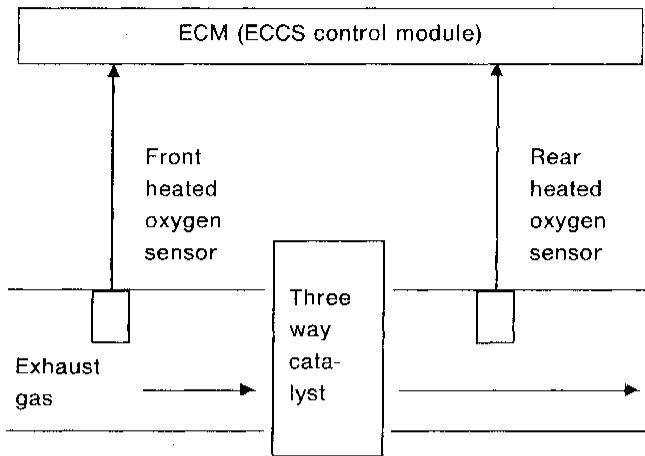 ECM (ECCS control module)
Front
heated
oxygen
sensor
Rear
heated
oxygen
sensor
Three
way
cata-
lyst
Exhaust
gas